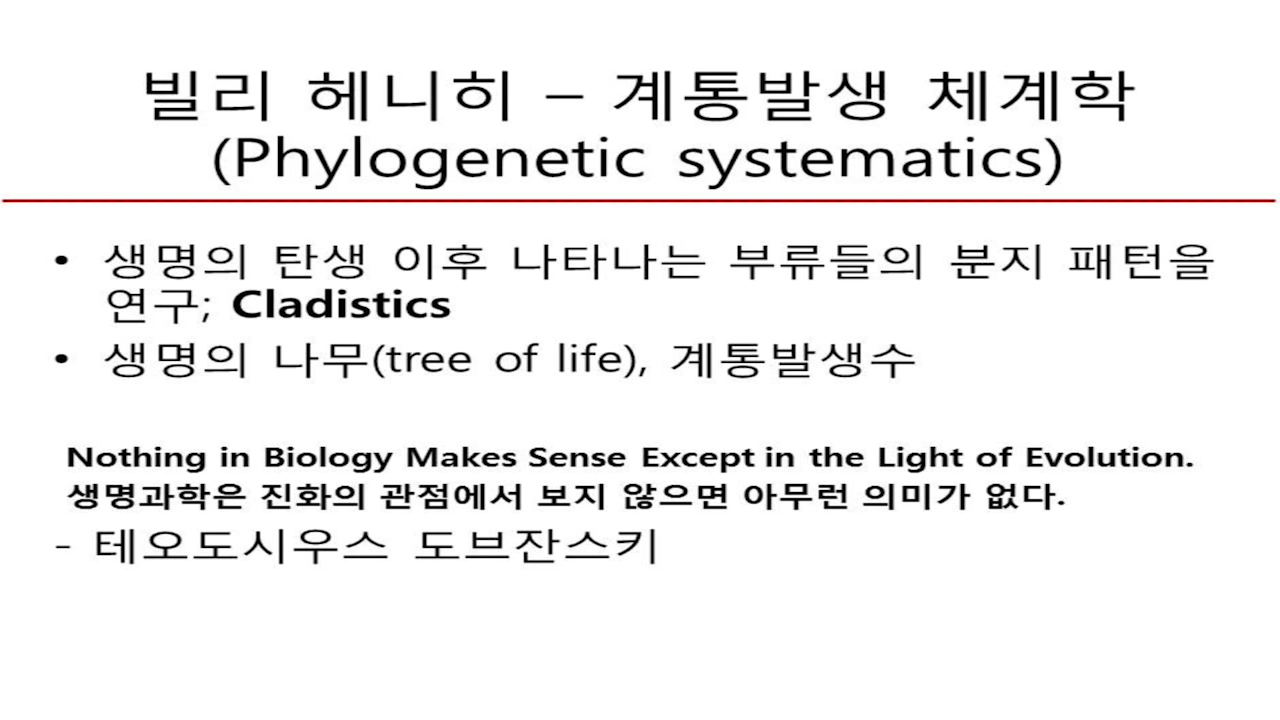 빌리 헤니히 – 계통발생 체계학
(Phylogenetic systematics)
• 생명의 탄생 이후 나타나는 부류들의 분지 패턴을
연구; Cladistics
• 생명의 나무(tree of life), 계통발생수
Nothing in Biology Makes Sense Except in the Light of Evolution.
생명과학은 진화의 관점에서 보지 않으면 아무런 의미가 없다.
- 테오도시우스 도브잔스키